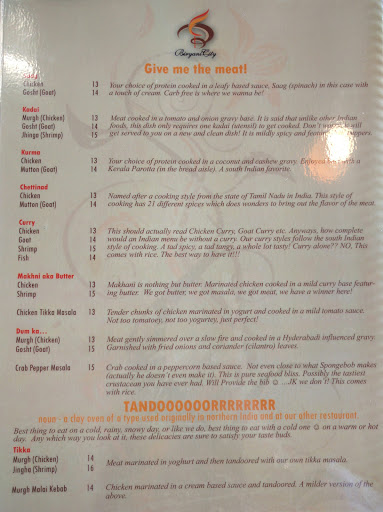 Biryani City
Give me the meat!
Chicken 13 Your choice of protein cooked in a leafy based sauce, Saag (spinach) in this case with
Gosht (Goat) 14 a touch of cream. Carb free is where we wanna be!
Kadai
Murgh (Chicken) 13 Meat cooked in a tomato and onion gravy base. It is said that unlike other Indian
Gosht (Goat) 14 foods, this dish only requires one kadai (utensil) to get cooked. Don't worry it will
Jhinga (Shrimp) 15 get served to you on a new and clean dish! It is mildly spicy and features bell peppers.
Kurma
Chicken 13 Your choice of protein cooked in a coconut and cashew gravy. Enjoyed best with a
Mutton (Goat) 14 Kerala Parotta (in the bread aisle). A south Indian favorite.
Chettinad
Chicken 13 Named after a cooking style from the state of Tamil Nadu in India. This style of
Mutton (Goat) 14 cooking has 21 different spices which does wonders to bring out the flavor of the meat.
Curry
Chicken 13 This should actually read Chicken Curry, Goat Curry etc. Anyways, how complete
Goat 14 would an Indian menu be without a curry. Our curry styles follow the south Indian
Shrimp 15 style of cooking. A tad spicy, a tad tangy, a whole lot tasty! Curry alone?? NO, This
Fish 14 comes with rice. The best way to have it!!!
Makhni aka Butter
Chicken 13 Makhani is nothing but butter. Marinated chicken cooked in a mild curry base featur-
Shrimp 15 ing butter. We got butter, we got masala, we got meat, we have a winner here!
Chicken Tikka Masala 13 Tender chunks of chicken marinated in yogurt and cooked in a mild tomato sauce.
Not too tomatoey, not too yogurtey, just perfect!
Dum ka...
Murgh (Chicken) 13 Meat gently simmered over a slow fire and cooked in a Hyderabadi influenced gravy.
Gosht (Goat) 15 Garnished with fried onions and coriander (cilantro) leaves.
Crab Pepper Masala 15 Crab cooked in a peppercorn based sauce. Not even close to what Spongebob makes
(actually he doesn't even make it). This is pure seafood bliss. Possibly the tastiest
crustacean you have ever had. Will Provide the bib ☺ ...JK we don't! This comes
with rice.
TANDOOOOORRRRRRRR
noun - a clay oven of a type used originally in northern India and at our other restaurant.
Best thing to eat on a cold, rainy, snowy day, or like we do, best thing to eat with a cold one ☺ on a warm or hot
day. Any which way you look at it, these delicacies are sure to satisfy your taste buds.
Tikka
Murgh (Chicken) 14 Meat marinated in yoghurt and then tandoored with our own tikka masala.
Jingha (Shrimp) 16
Murgh Malai Kebab 14 Chicken marinated in a cream based sauce and tandoored. A milder version of the
above.